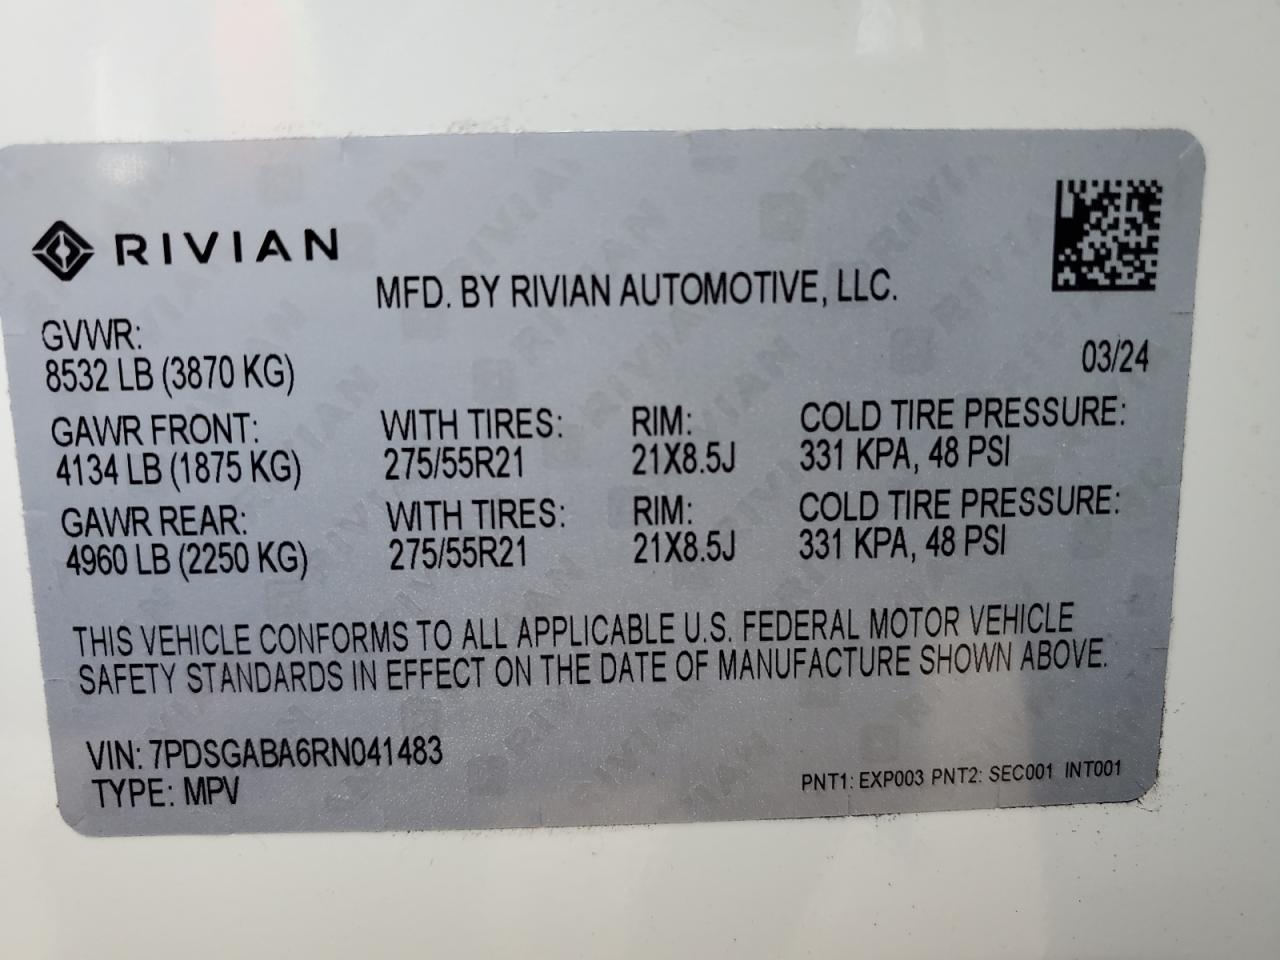 RIVIAN
MFD. BY RIVIAN AUTOMOTIVE, LLC.
GVWR:
8532 LB (3870 KG)
03/24
GAWR FRONT: WITH TIRES: RIM: COLD TIRE PRESSURE:
4134 LB (1875 KG) 275/55R21 21X8.5J 331 KPA, 48 PSI
GAWR REAR: WITH TIRES: RIM: COLD TIRE PRESSURE:
4960 LB (2250 KG) 275/55R21 21X8.5J 331 KPA, 48 PSI
THIS VEHICLE CONFORMS TO ALL APPLICABLE U.S. FEDERAL MOTOR VEHICLE
SAFETY STANDARDS IN EFFECT ON THE DATE OF MANUFACTURE SHOWN ABOVE.
VIN: 7PDSGABA6RN041483
TYPE: MPV
PNT1: EXP003 PNT2: SEC001 INT001